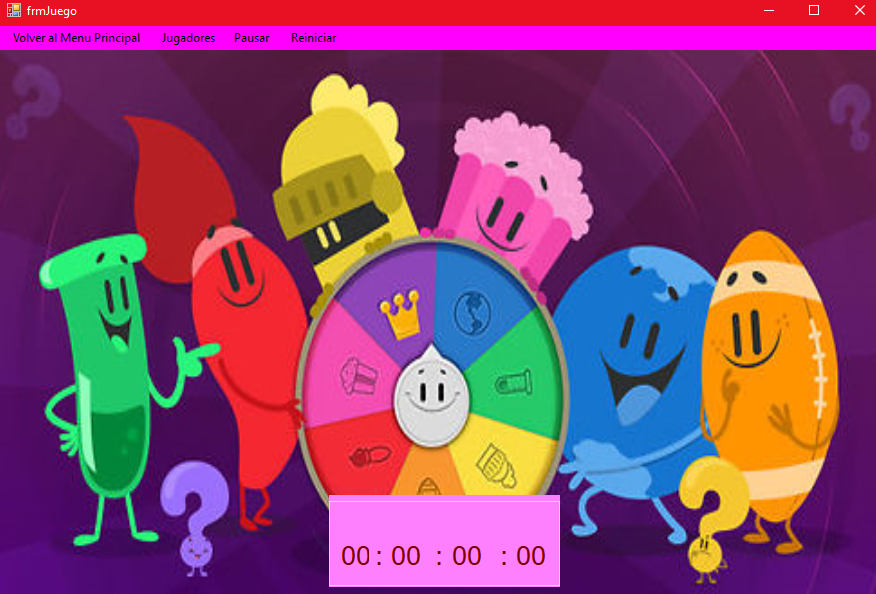 frmJuego
Volver al Menu Principal Jugadores Pausar Reiniciar
? ?
? ?
00 : 00 : 00 : 00